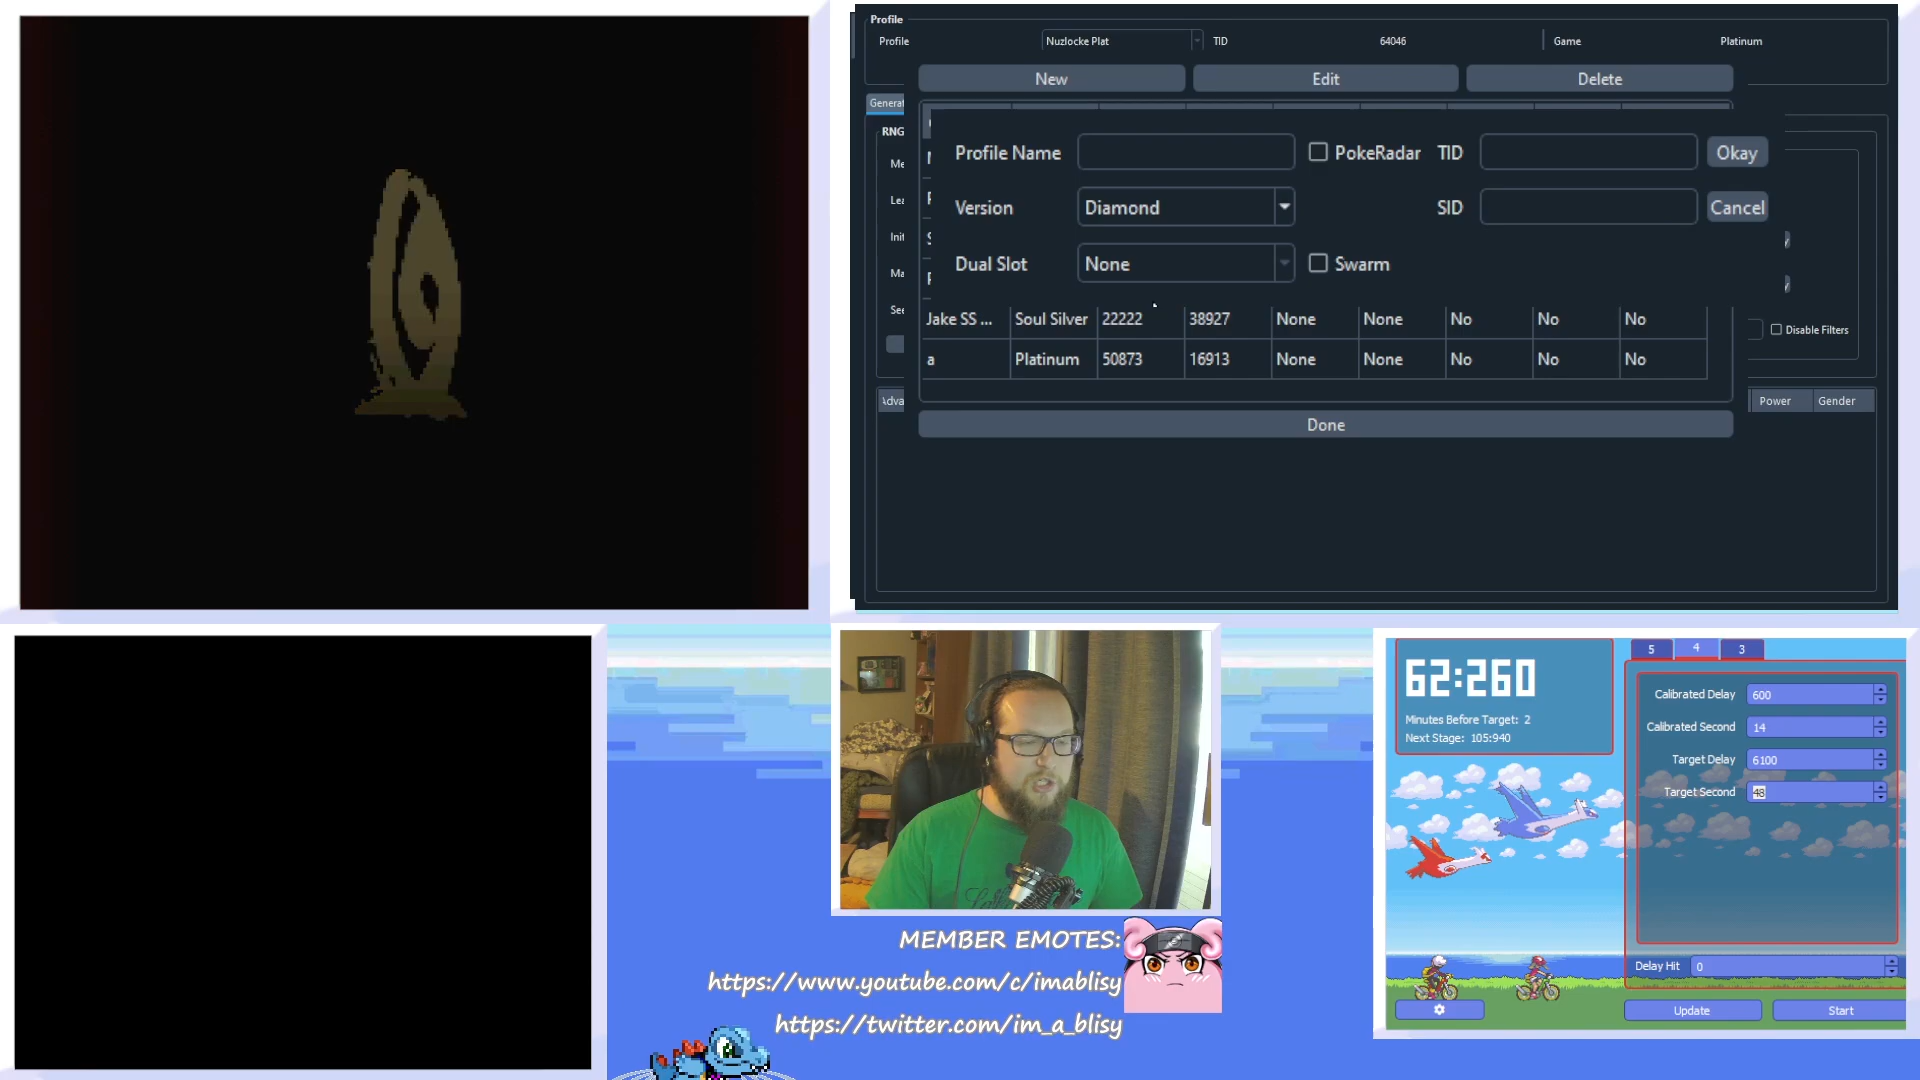 Profile
Profile Nuzlocke Plat TID 64046 Game Platinum
New Edit Delete
RNG
Profile Name PokeRadar TID Okay
Version Diamond SID Cancel
Dual Slot None Swarm
Jake SS ... Soul Silver 22222 38927 None None No No No
Disable Filters
a Platinum 50873 16913 None None No No No
Power Gender
Done
62:260
Minutes Before Target: 2
Next Stage: 105:940
5 4 3
Calibrated Delay 600
Calibrated Second 14
Target Delay 6100
Target Second 48
Delay Hit 0
Update Start
MEMBER EMOTES:
https://www.youtube.com/c/imablisy
https://twitter.com/im_a_blisy